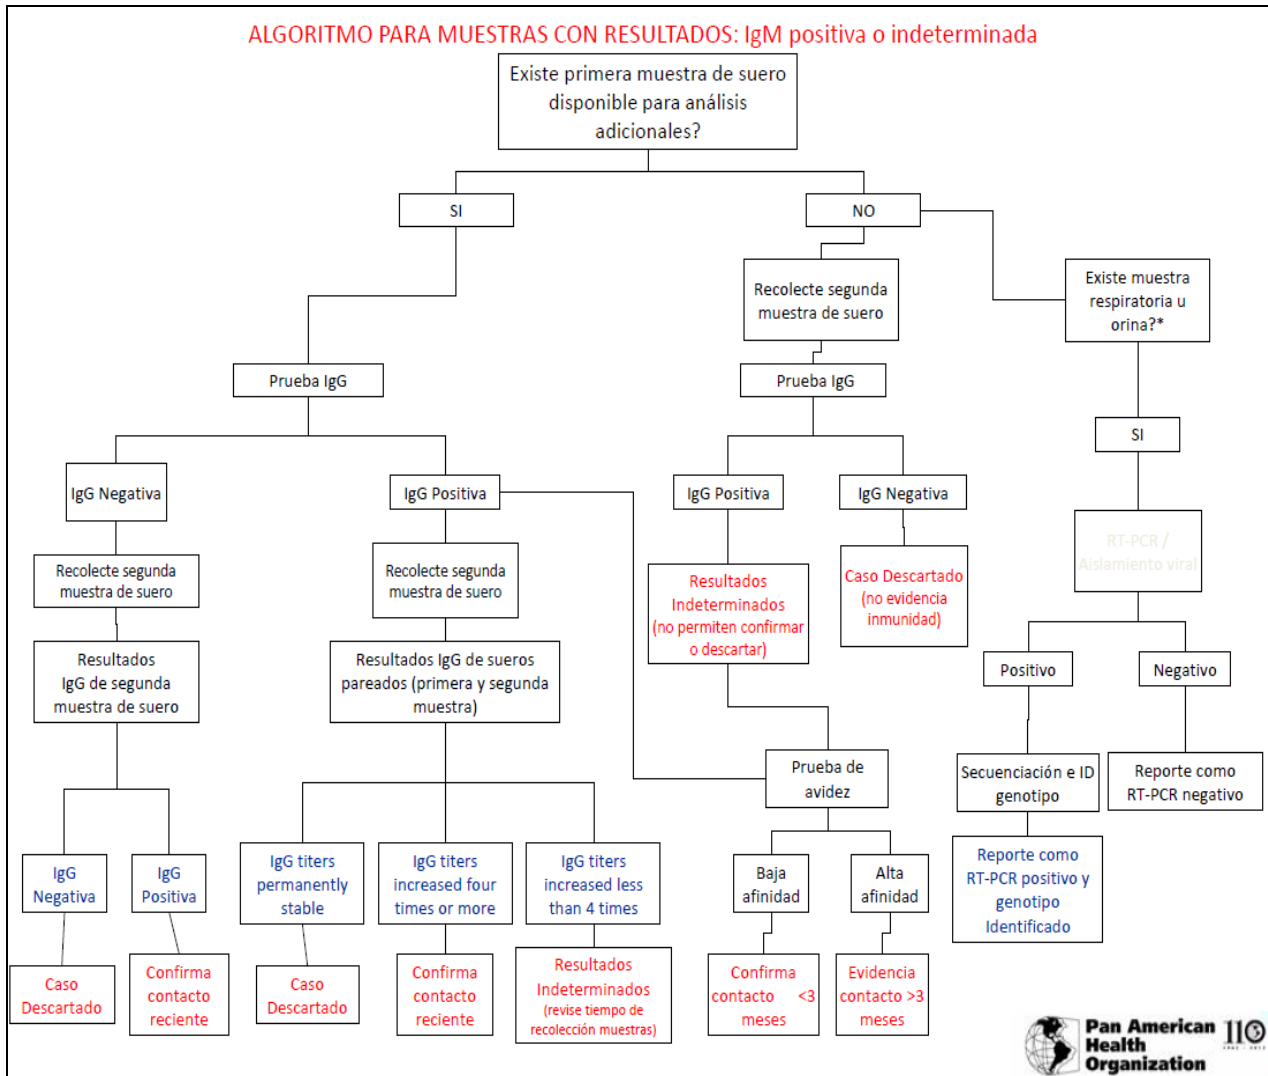 ALGORITMO PARA MUESTRAS CON RESULTADOS: IgM positiva o indeterminada
Existe primera muestra de suero
disponible para análisis
adicionales?
SI
NO
Recolecte segunda
muestra de suero
Existe muestra
respiratoria u
orina?*
Prueba IgG
Prueba IgG
SI
IgG Negativa
IgG Positiva
IgG Positiva
IgG Negativa
RT-PCR /
Aislamiento viral
Recolecte segunda
muestra de suero
Recolecte segunda
muestra de suero
Resultados
Indeterminados
(no permiten confirmar
o descartar)
Caso Descartado
(no evidencia
inmunidad)
Resultados
IgG de segunda
muestra de suero
Resultados IgG de sueros
pareados (primera y segunda
muestra)
Positivo
Negativo
Prueba de
avidez
Secuenciación e ID
genotipo
Reporte como
RT-PCR negativo
IgG
Negativa
IgG
Positiva
IgG titers
permanently
stable
IgG titers
increased four
times or more
IgG titers
increased less
than 4 times
Baja
afinidad
Alta
afinidad
Reporte como
RT-PCR positivo y
genotipo
Identificado
Caso
Descartado
Confirma
contacto
reciente
Caso
Descartado
Confirma
contacto
reciente
Resultados
Indeterminados
(revise tiempo de
recolección muestras)
Confirma
contacto <3
meses
Evidencia
contacto >3
meses
Pan American
Health
Organization
110